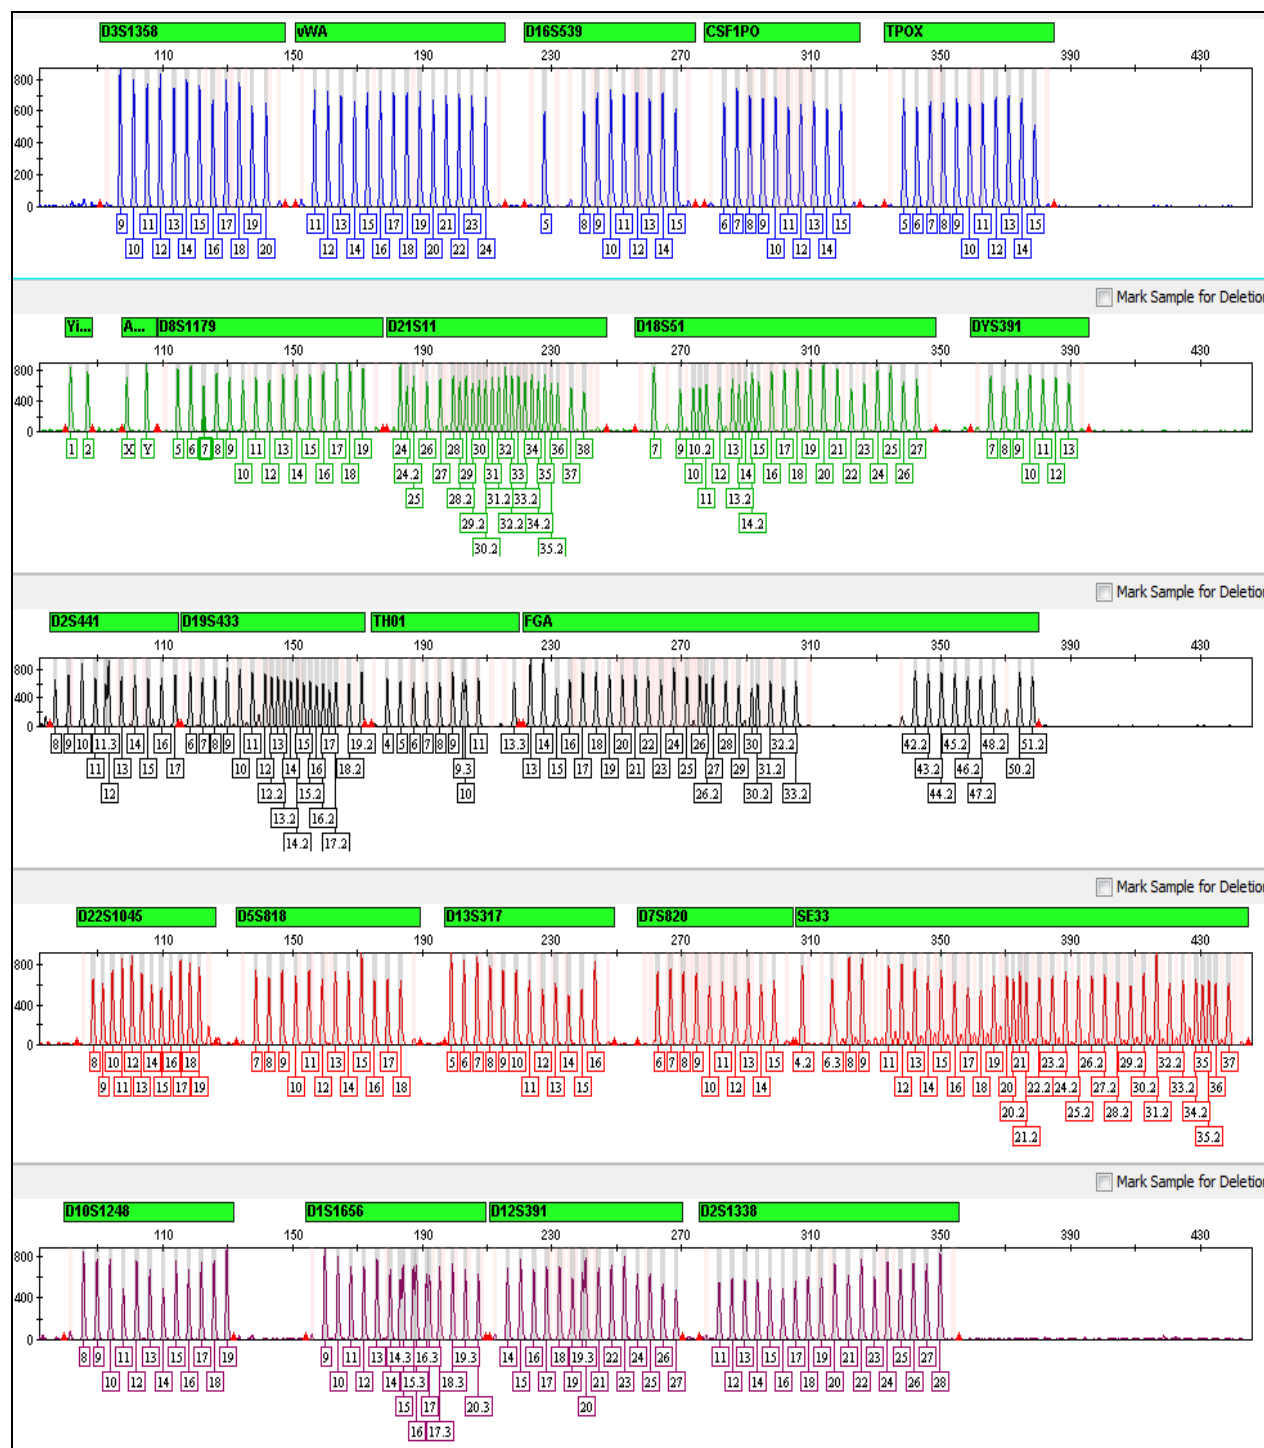 D3S1358 vWA D16S539 CSF1PO TPOX
110 150 190 230 270 310 350 390 430
800
600
400
200
0
9 11 13 15 17 19 11 13 15 17 19 21 23 5 8 9 11 13 15 6 7 8 9 11 13 15 5 6 7 8 9 11 13 15
10 12 14 16 18 20 12 14 16 18 20 22 24 10 12 14 10 12 14 10 12 14
Mark Sample for Deletion
Yi... A... D8S1179 D21S11 D18S51 DYS391
110 150 190 230 270 310 350 390 430
800
400
0
1 2 X Y 5 6 7 8 9 11 13 15 17 19 24 26 28 30 32 34 36 38 7 9 10.2 13 15 17 19 21 23 25 27 7 8 9 11 13
10 12 14 16 18 24.2 27 29 31 33 35 37 10 12 14 16 18 20 22 24 26 10 12
25 28.2 31.2 33.2 11 13.2
29.2 32.2 34.2 14.2
30.2 35.2
Mark Sample for Deletion
D2S441 D19S433 TH01 FGA
110 150 190 230 270 310 350 390 430
800
400
0
8 9 10 11.3 14 16 6 7 8 9 11 13 15 17 19.2 4 5 6 7 8 9 11 13.3 14 16 18 20 22 24 26 28 30 32.2 42.2 45.2 48.2 51.2
11 13 15 17 10 12 14 16 18.2 9.3 13 15 17 19 21 23 25 27 29 31.2 43.2 46.2 50.2
12 12.2 15.2 10 26.2 30.2 33.2 44.2 47.2
13.2 16.2
14.2 17.2
Mark Sample for Deletion
D22S1045 D5S818 D13S317 D7S820 SE33
110 150 190 230 270 310 350 390 430
800
400
0
8 10 12 14 16 18 7 8 9 11 13 15 17 5 6 7 8 9 10 12 14 16 6 7 8 9 11 13 15 4.2 6.3 8 9 11 13 15 17 19 21 23.2 26.2 29.2 32.2 35 37
9 11 13 15 17 19 10 12 14 16 18 11 13 15 10 12 14 12 14 16 18 20 22.2 24.2 27.2 30.2 33.2 36
20.2 25.2 28.2 31.2 34.2
21.2 35.2
Mark Sample for Deletion
D10S1248 D1S1656 D12S391 D2S1338
110 150 190 230 270 310 350 390 430
800
400
0
8 9 11 13 15 17 19 9 11 13 14.3 16.3 19.3 14 16 18 19.3 22 24 26 11 13 15 17 19 21 23 25 27
10 12 14 16 18 10 12 14 15.3 18.3 15 17 19 21 23 25 27 12 14 16 18 20 22 24 26 28
15 17 20.3 20
16 17.3